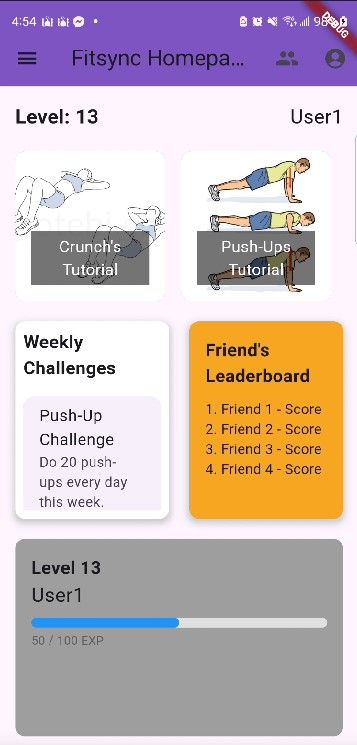 4:54
98
DEBUG
Fitsync Homepa...
Level: 13
User1
Crunch's
Tutorial
Push-Ups
Tutorial
Weekly
Challenges
Push-Up
Challenge
Do 20 push-
ups every day
this week.
Friend's
Leaderboard
1. Friend 1 - Score
2. Friend 2 - Score
3. Friend 3 - Score
4. Friend 4 - Score
Level 13
User1
50 / 100 EXP